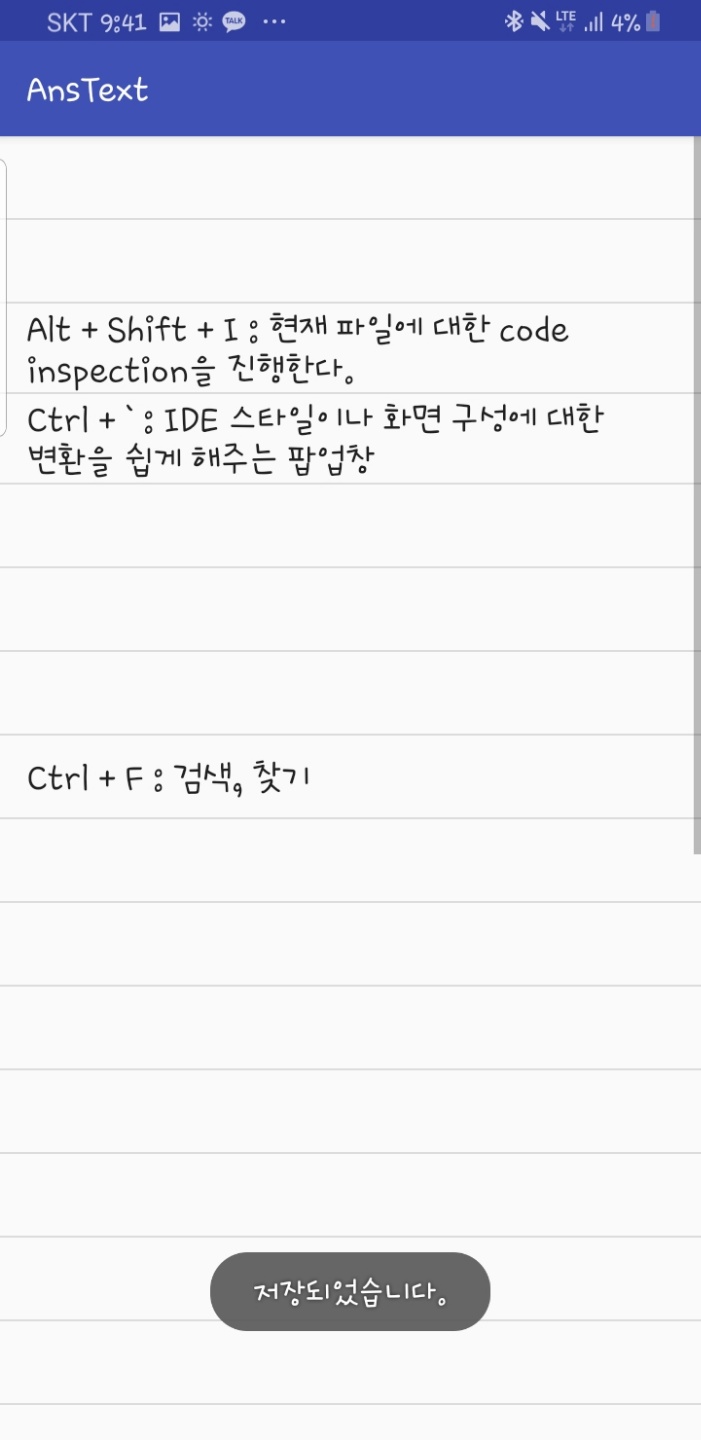 SKT 9:41 TALK ... LTE 4%
AnsText
Alt + Shift + I : 현재 파일에 대한 code
inspection을 진행한다.
Ctrl + ` : IDE 스타일이나 화면 구성에 대한
변환을 쉽게 해주는 팝업창
Ctrl + F : 검색, 찾기
저장되었습니다.